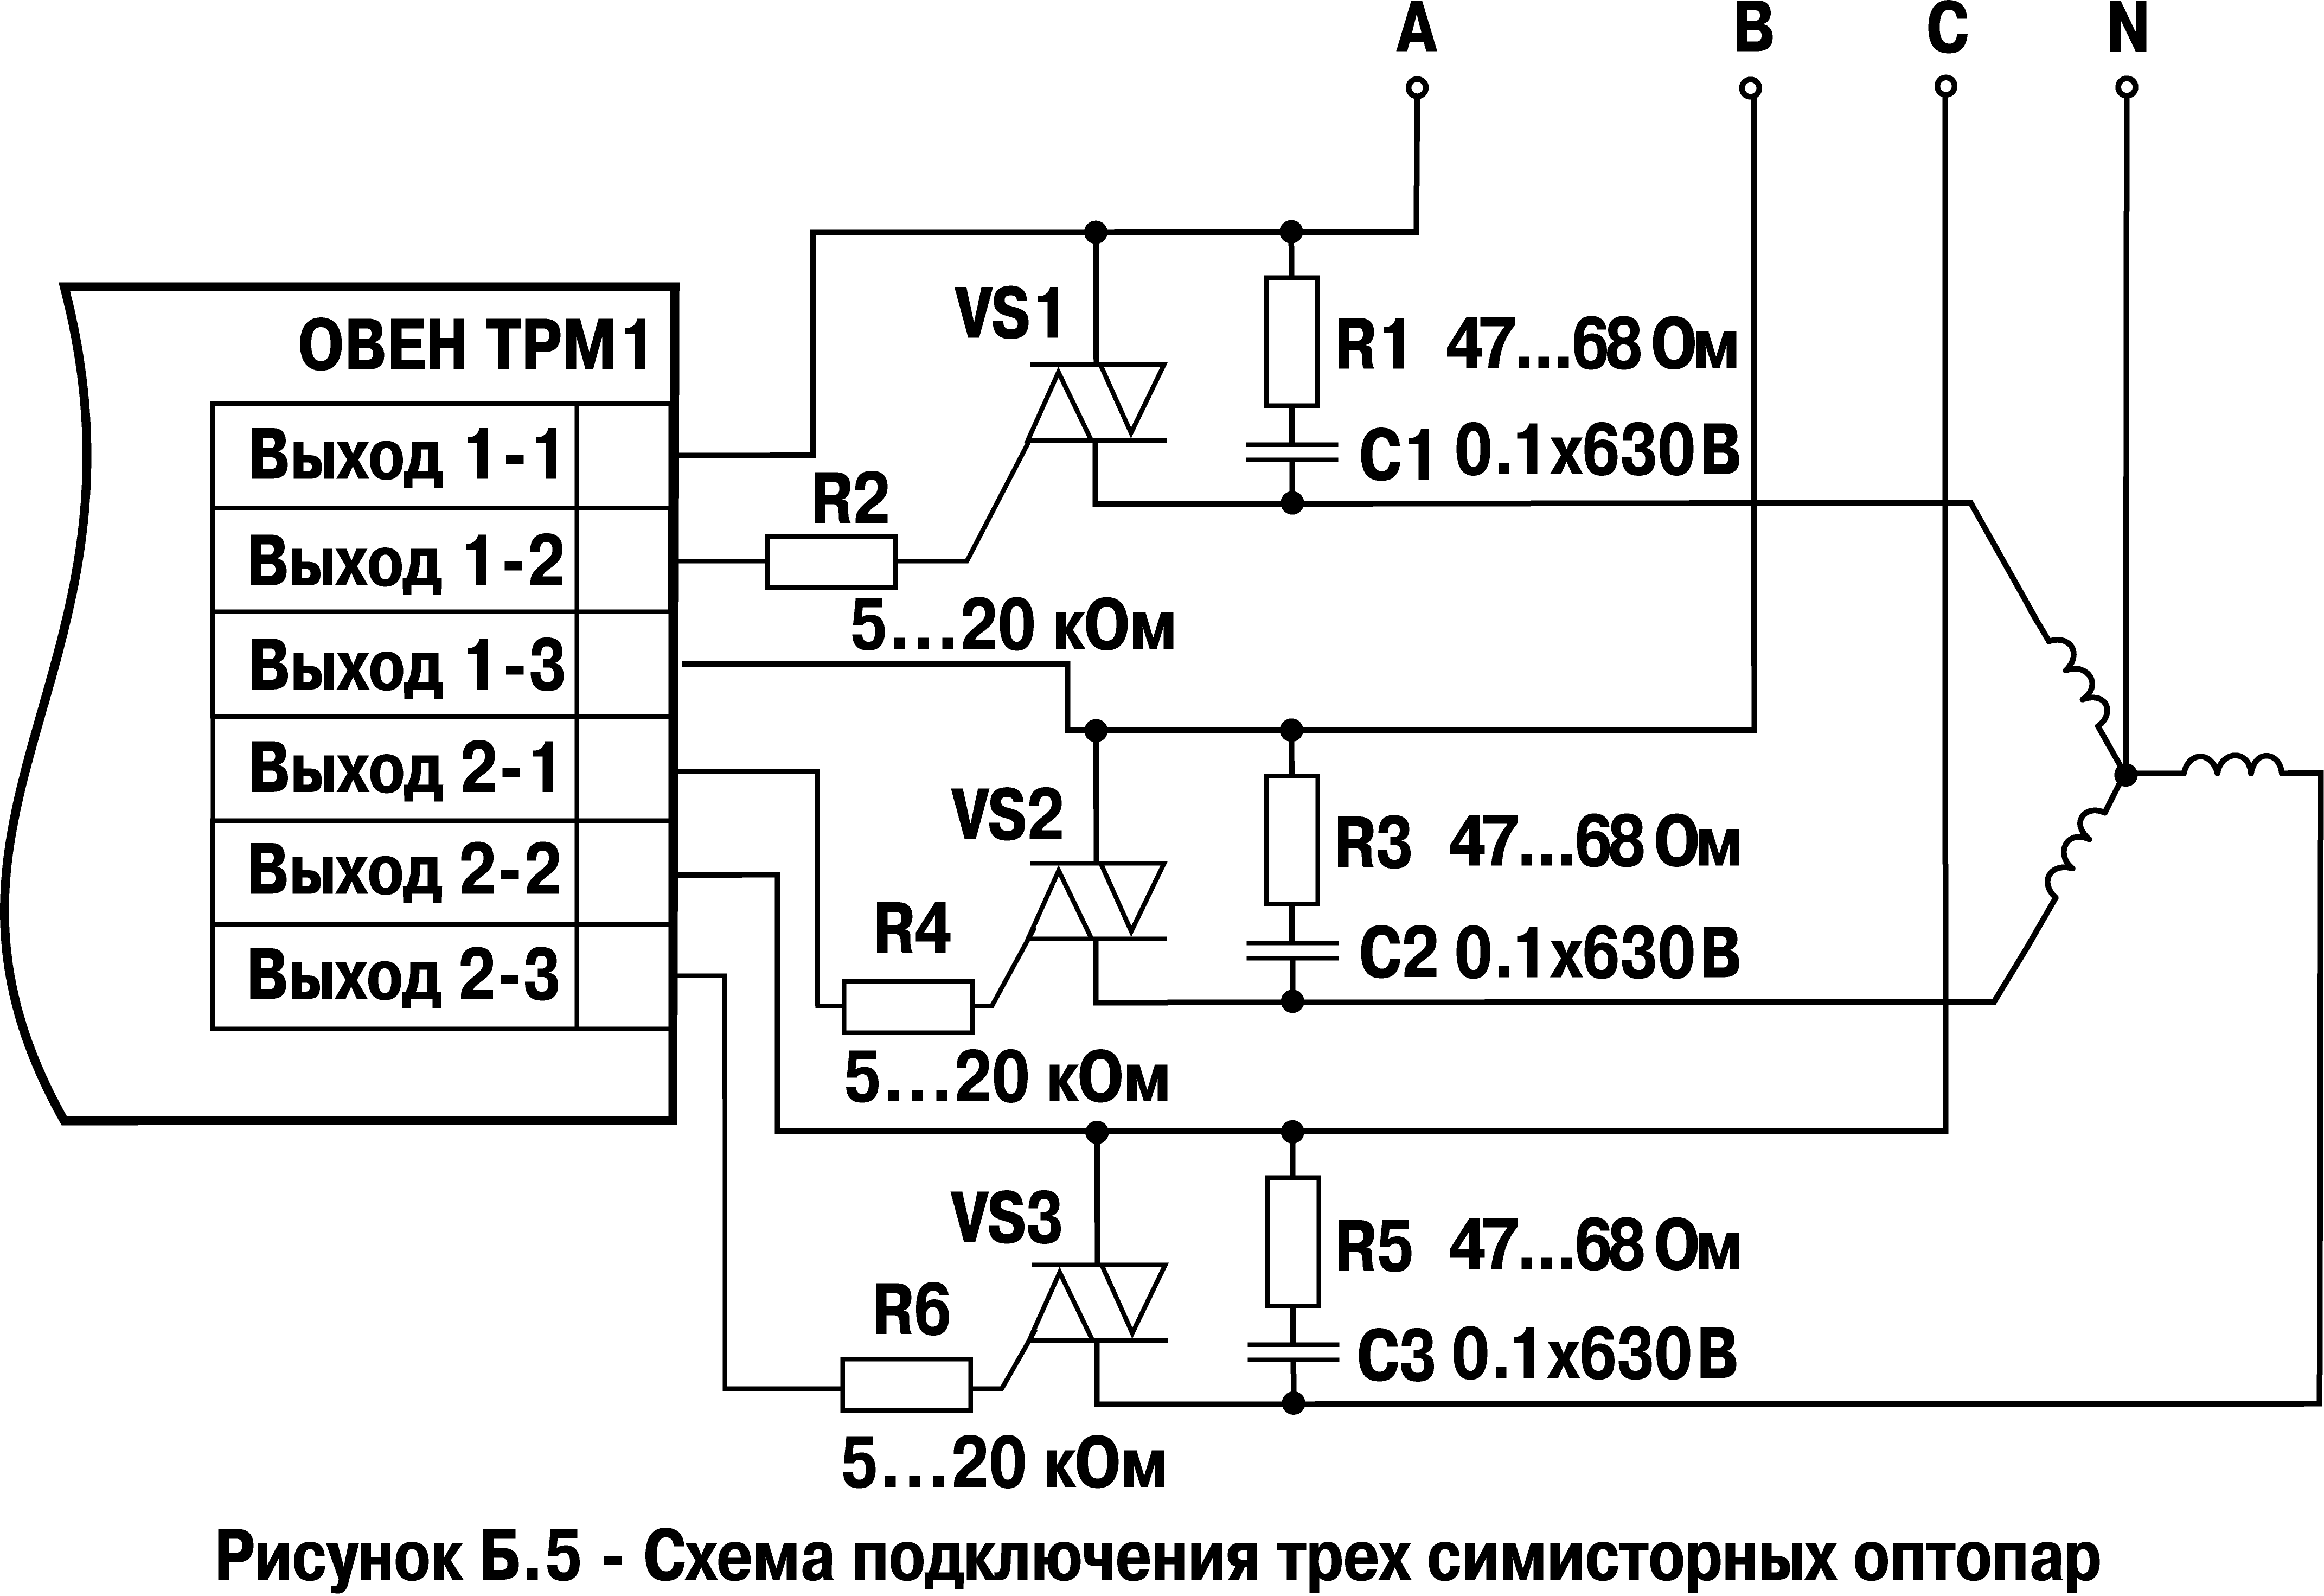 A B C N
ОВЕН ТРМ1
VS1
R1 47...68 Ом
Выход 1-1
C1 0.1x630 В
R2
Выход 1-2
5...20 кОм
Выход 1-3
Выход 2-1
VS2
R3 47...68 Ом
Выход 2-2
R4
C2 0.1x630 В
Выход 2-3
5...20 кОм
VS3
R5 47...68 Ом
R6
C3 0.1x630 В
5...20 кОм
Рисунок Б.5 - Схема подключения трех симисторных оптопар